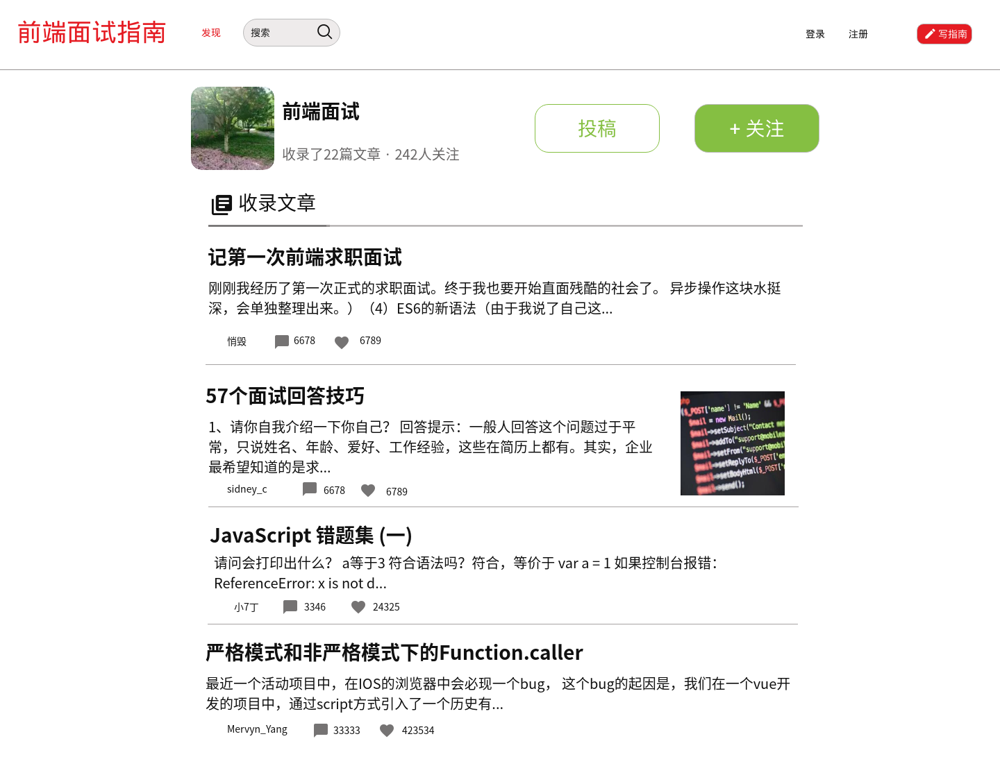 前端面试指南
发现
搜索
登录
注册
写指南
前端面试
收录了22篇文章 · 242人关注
投稿
+ 关注
收录文章
记第一次前端求职面试
刚刚我经历了第一次正式的求职面试。终于我也要开始直面残酷的社会了。 异步操作这块水挺
深，会单独整理出来。）（4）ES6的新语法（由于我说了自己这...
悄毁 6678 6789
57个面试回答技巧
1、请你自我介绍一下你自己？ 回答提示：一般人回答这个问题过于平
常，只说姓名、年龄、爱好、工作经验，这些在简历上都有。其实，企业
最希望知道的是求...
sidney_c 6678 6789
php
($_POST['name'] != 'Name' &&
$mail = new Mail();
$mail->setSubject("Contact
$mail->addTo("support@mobile
$mail->setFrom("support@mobil
$mail->setReplyTo($_POST['
$mail->setBodyHtml($_POST['
$mail->send();
JavaScript 错题集 (一)
请问会打印出什么？ a等于3 符合语法吗？符合，等价于 var a = 1 如果控制台报错：
ReferenceError: x is not d...
小7丁 3346 24325
严格模式和非严格模式下的Function.caller
最近一个活动项目中，在IOS的浏览器中会必现一个bug， 这个bug的起因是，我们在一个vue开
发的项目中，通过script方式引入了一个历史有...
Mervyn_Yang 33333 423534